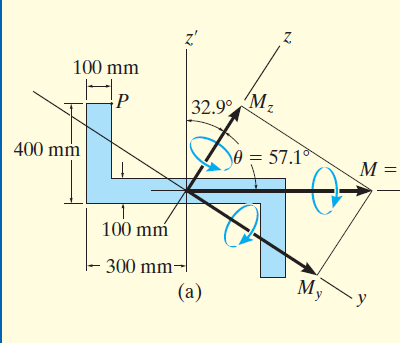 z'
z
100 mm
P
32.9°
M_z
400 mm
θ = 57.1°
M =
100 mm
300 mm
M_y
y
(a)